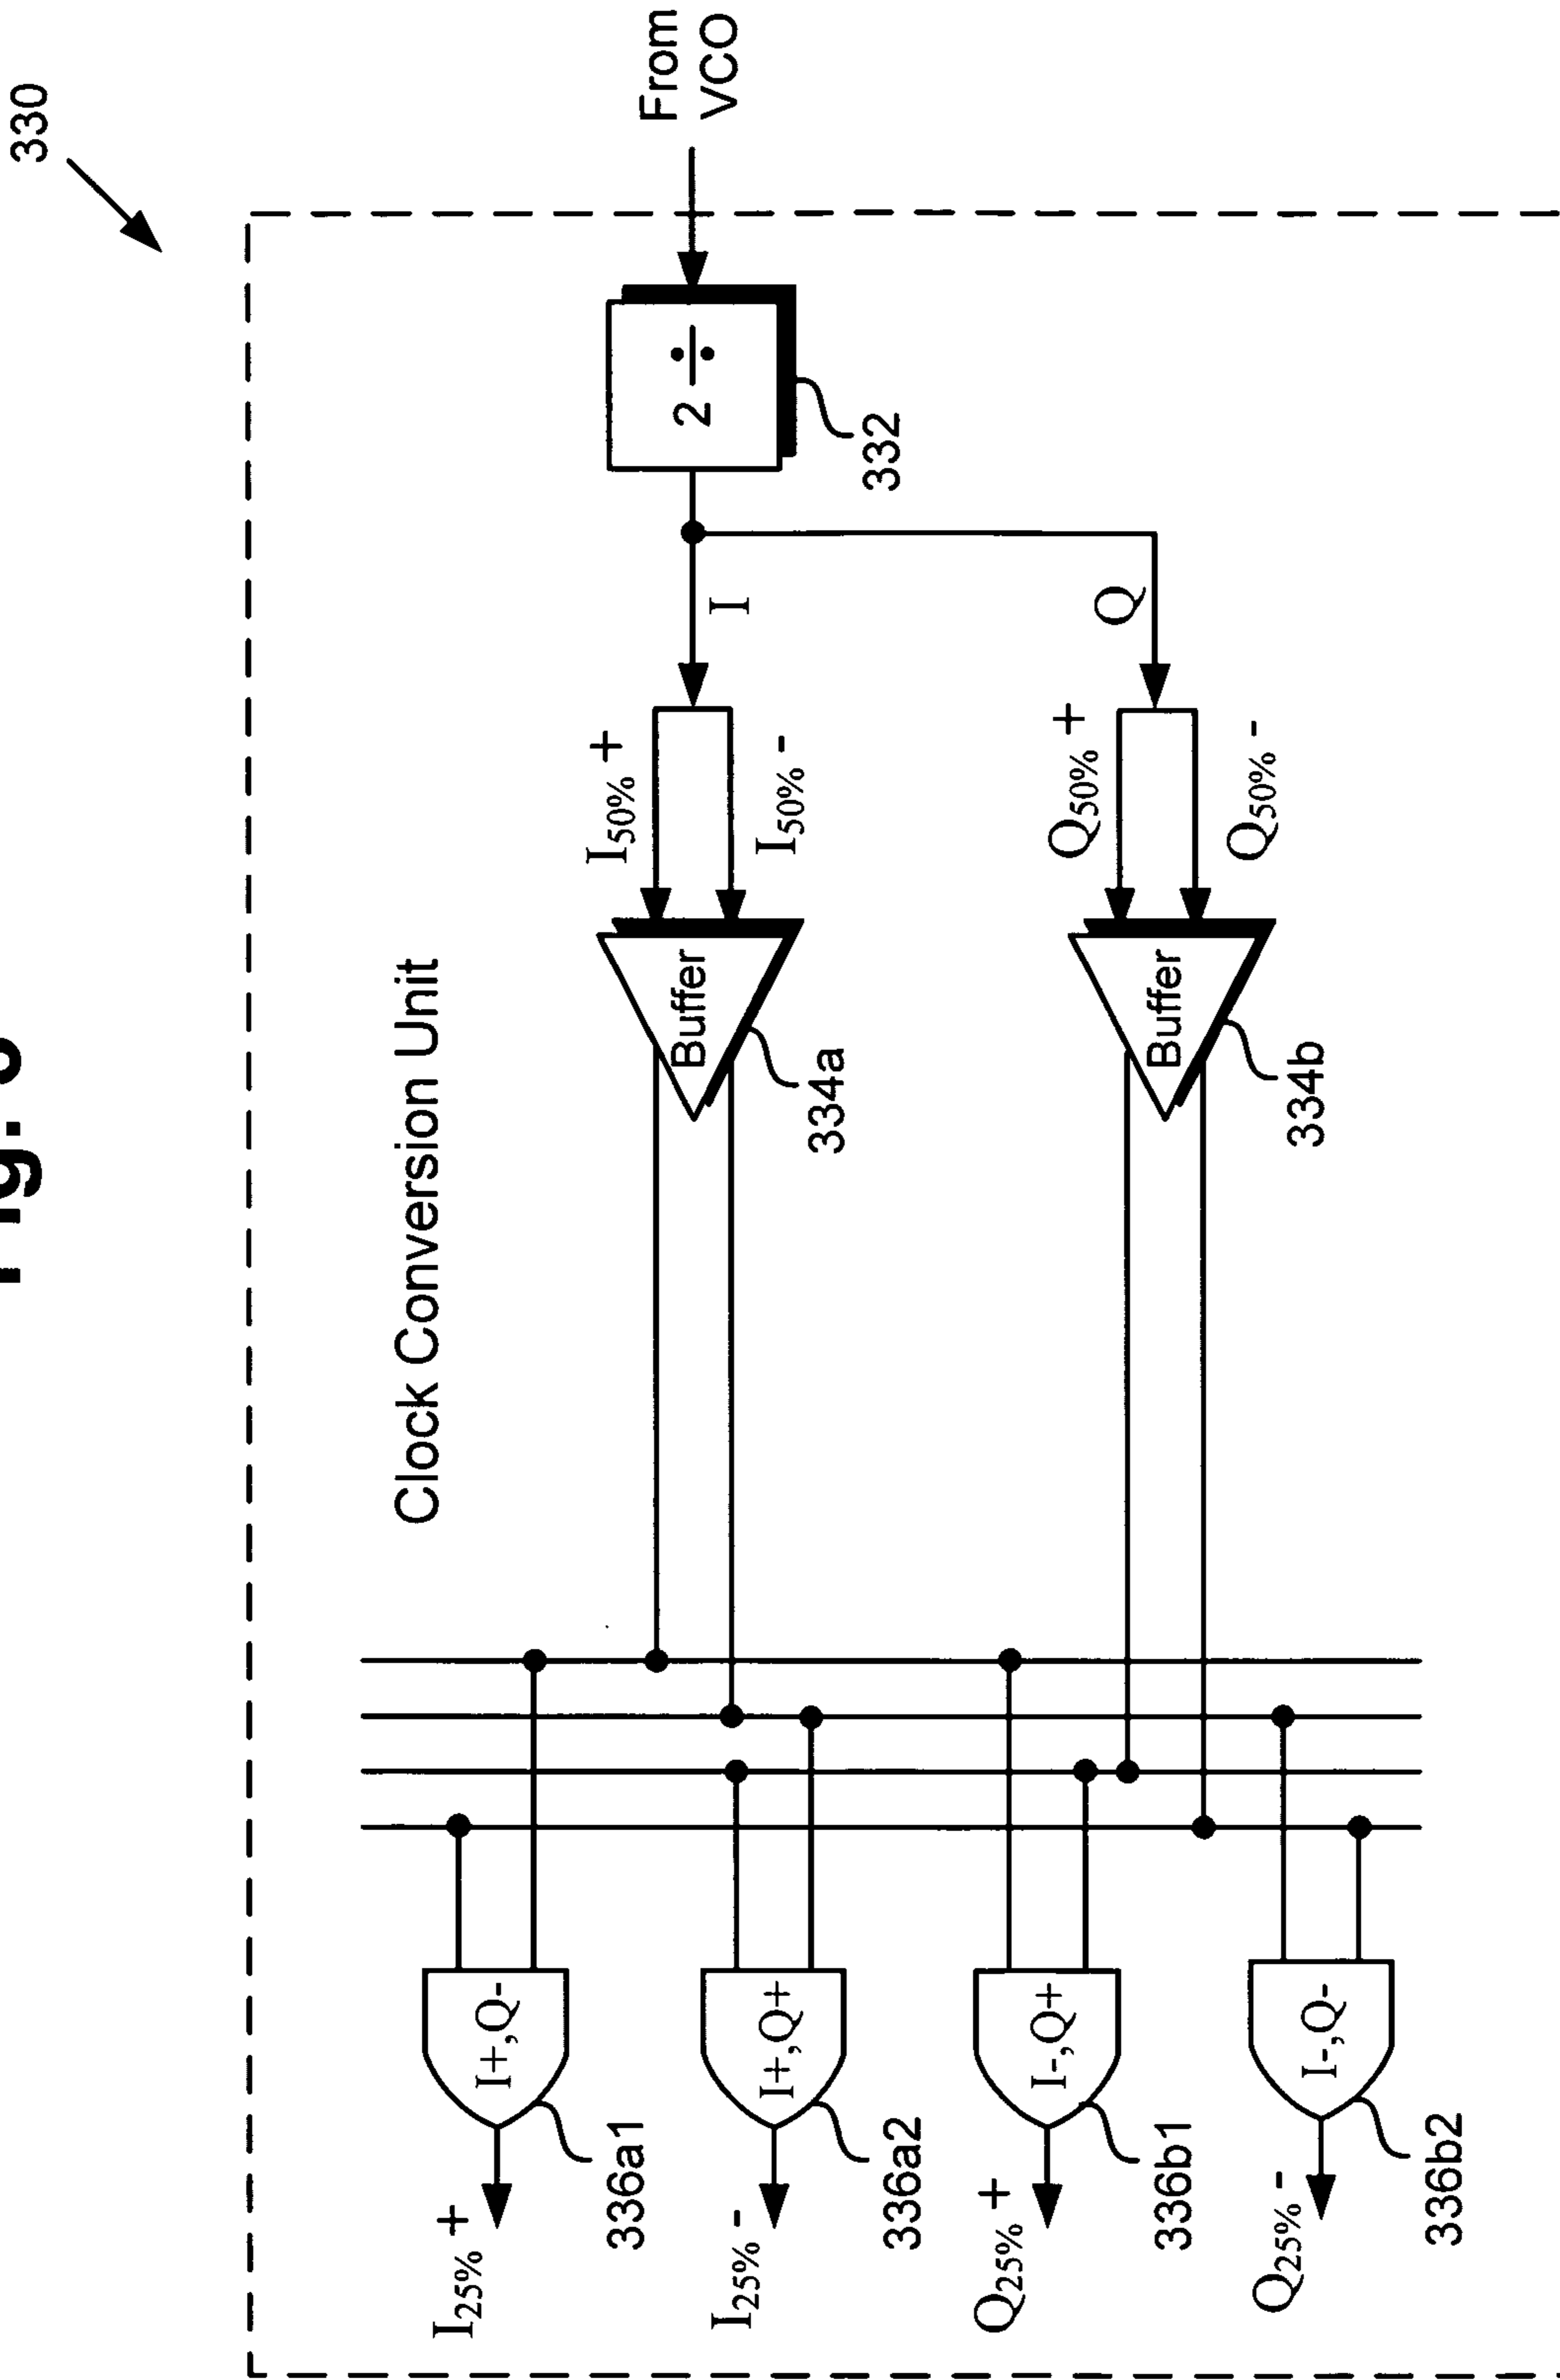 Fig.
330
Clock Conversion Unit
From
VCO
2 ÷
332
I
Q
I50% +
I50% -
Q50% +
Q50% -
Buffer
334a
Buffer
334b
I+,Q-
336a1
I25% +
I+,Q+
336a2
I25% -
I-,Q+
336b1
Q25% +
I-,Q-
336b2
Q25% -